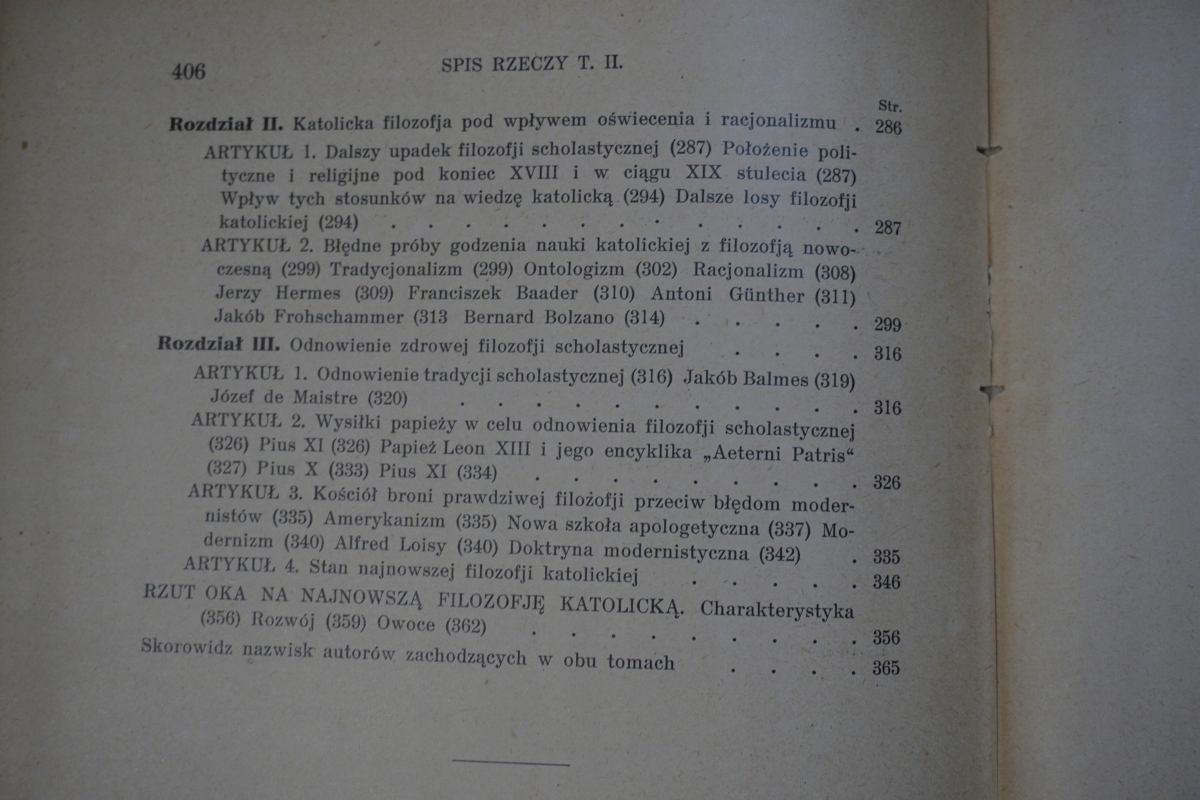 406 SPIS RZECZY T. II.
Str.
Rozdział II. Katolicka filozofja pod wpływem oświecenia i racjonalizmu . 286
ARTYKUŁ 1. Dalszy upadek filozofji scholastycznej (287) Położenie poli-
tyczne i religijne pod koniec XVIII i w ciągu XIX stulecia (287)
Wpływ tych stosunków na wiedzę katolicką (294) Dalsze losy filozofji
katolickiej (294) . . . . . . . . . . . . . 287
ARTYKUŁ 2. Błędne próby godzenia nauki katolickiej z filozofją nowo-
czesną (299) Tradycjonalizm (299) Ontologizm (302) Racjonalizm (308)
Jerzy Hermes (309) Franciszek Baader (310) Antoni Günther (311)
Jakób Frohschammer (313 Bernard Bolzano (314) . . . . . 299
Rozdział III. Odnowienie zdrowej filozofji scholastycznej . . . . 316
ARTYKUŁ 1. Odnowienie tradycji scholastycznej (316) Jakób Balmes (319)
Józef de Maistre (320) . . . . . . . . . . . 316
ARTYKUŁ 2. Wysiłki papieży w celu odnowienia filozofji scholastycznej
(326) Pius XI (326) Papież Leon XIII i jego encyklika „Aeterni Patris“
(327) Pius X (333) Pius XI (334) . . . . . . . . . 326
ARTYKUŁ 3. Kościół broni prawdziwej filozofji przeciw błędom moder-
nistów (335) Amerykanizm (335) Nowa szkoła apologetyczna (337) Mo-
dernizm (340) Alfred Loisy (340) Doktryna modernistyczna (342) . 335
ARTYKUŁ 4. Stan najnowszej filozofji katolickiej . . . . . 346
RZUT OKA NA NAJNOWSZĄ FILOZOFJĘ KATOLICKĄ. Charakterystyka
(356) Rozwój (359) Owoce (362) . . . . . . . . . 356
Skorowidz nazwisk autorów zachodzących w obu tomach . . . . 365